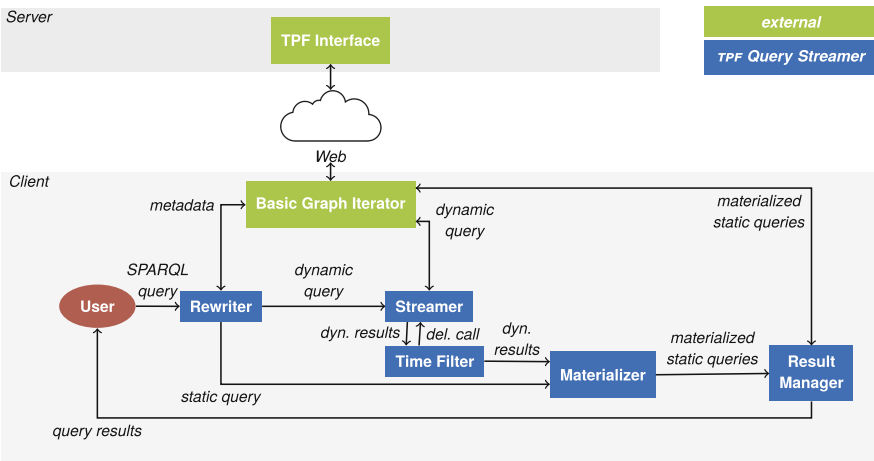 Server
TPF Interface
external
TPF Query Streamer
Web
Client
Basic Graph Iterator
metadata
dynamic
query
materialized
static queries
SPARQL
query
dynamic
query
User
Rewriter
Streamer
dyn. results
del. call
dyn.
results
Time Filter
materialized
static queries
Materializer
Result
Manager
static query
query results